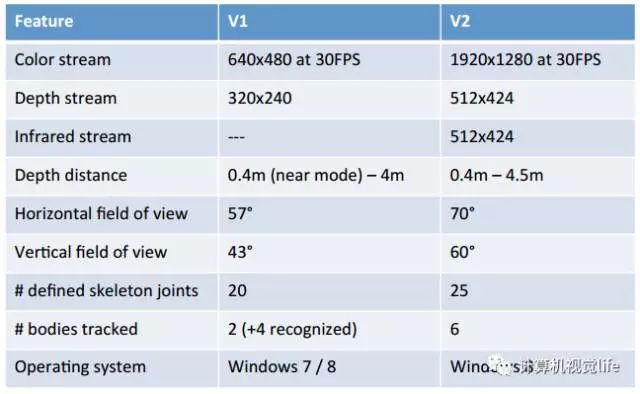 Feature V1 V2
Color stream 640x480 at 30FPS 1920x1280 at 30FPS
Depth stream 320x240 512x424
Infrared stream --- 512x424
Depth distance 0.4m (near mode) – 4m 0.4m – 4.5m
Horizontal field of view 57° 70°
Vertical field of view 43° 60°
# defined skeleton joints 20 25
# bodies tracked 2 (+4 recognized) 6
Operating system Windows 7 / 8 Windows 8
计算机视觉life